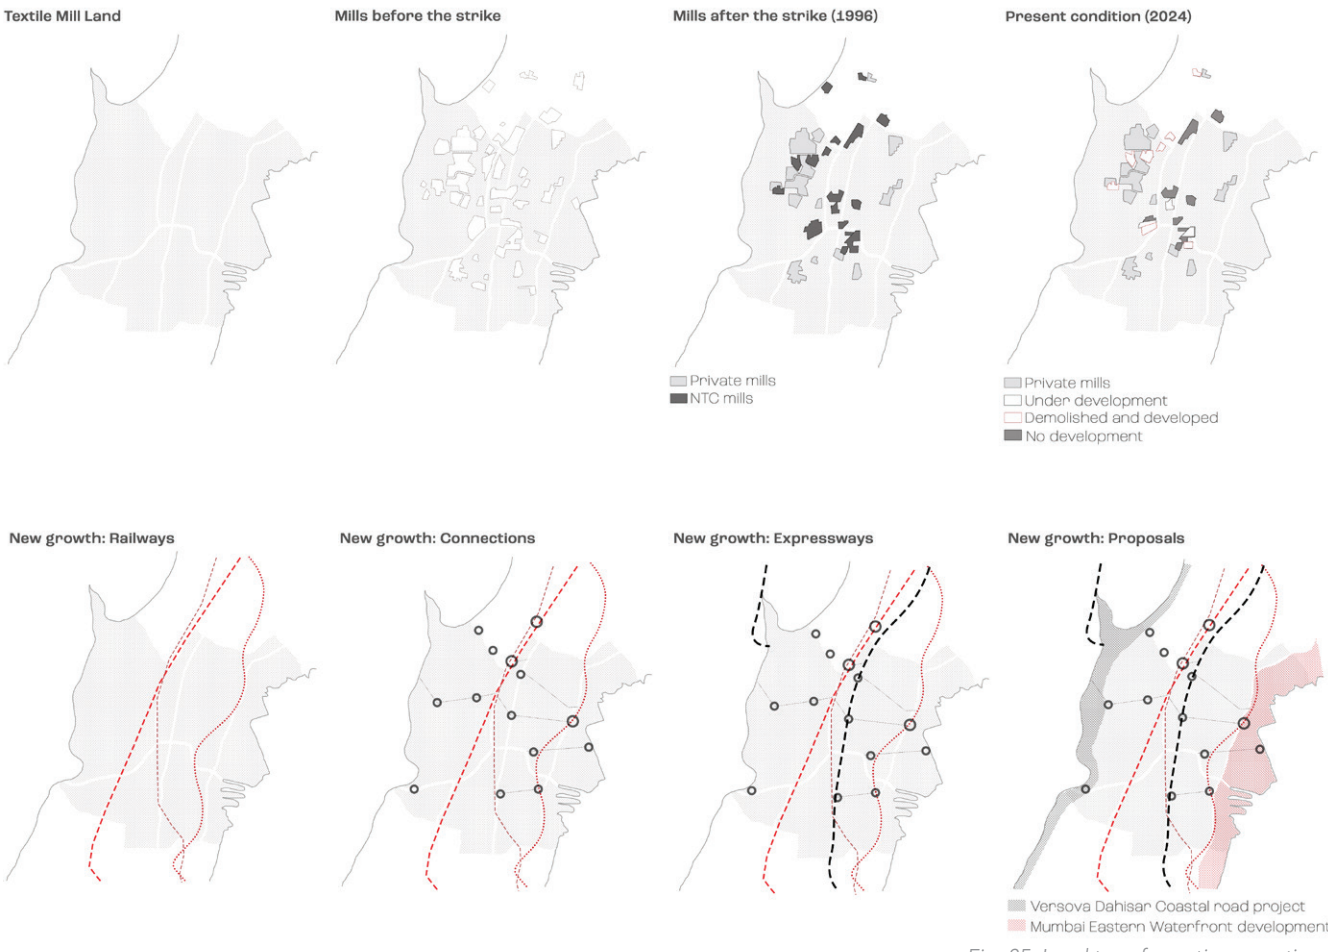 Textile Mill Land
Mills before the strike
Mills after the strike (1996)
Present condition (2024)
Private mills
NTC mills
Private mills
Under development
Demolished and developed
No development
New growth: Railways
New growth: Connections
New growth: Expressways
New growth: Proposals
Versova Dahisar Coastal road project
Mumbai Eastern Waterfront development